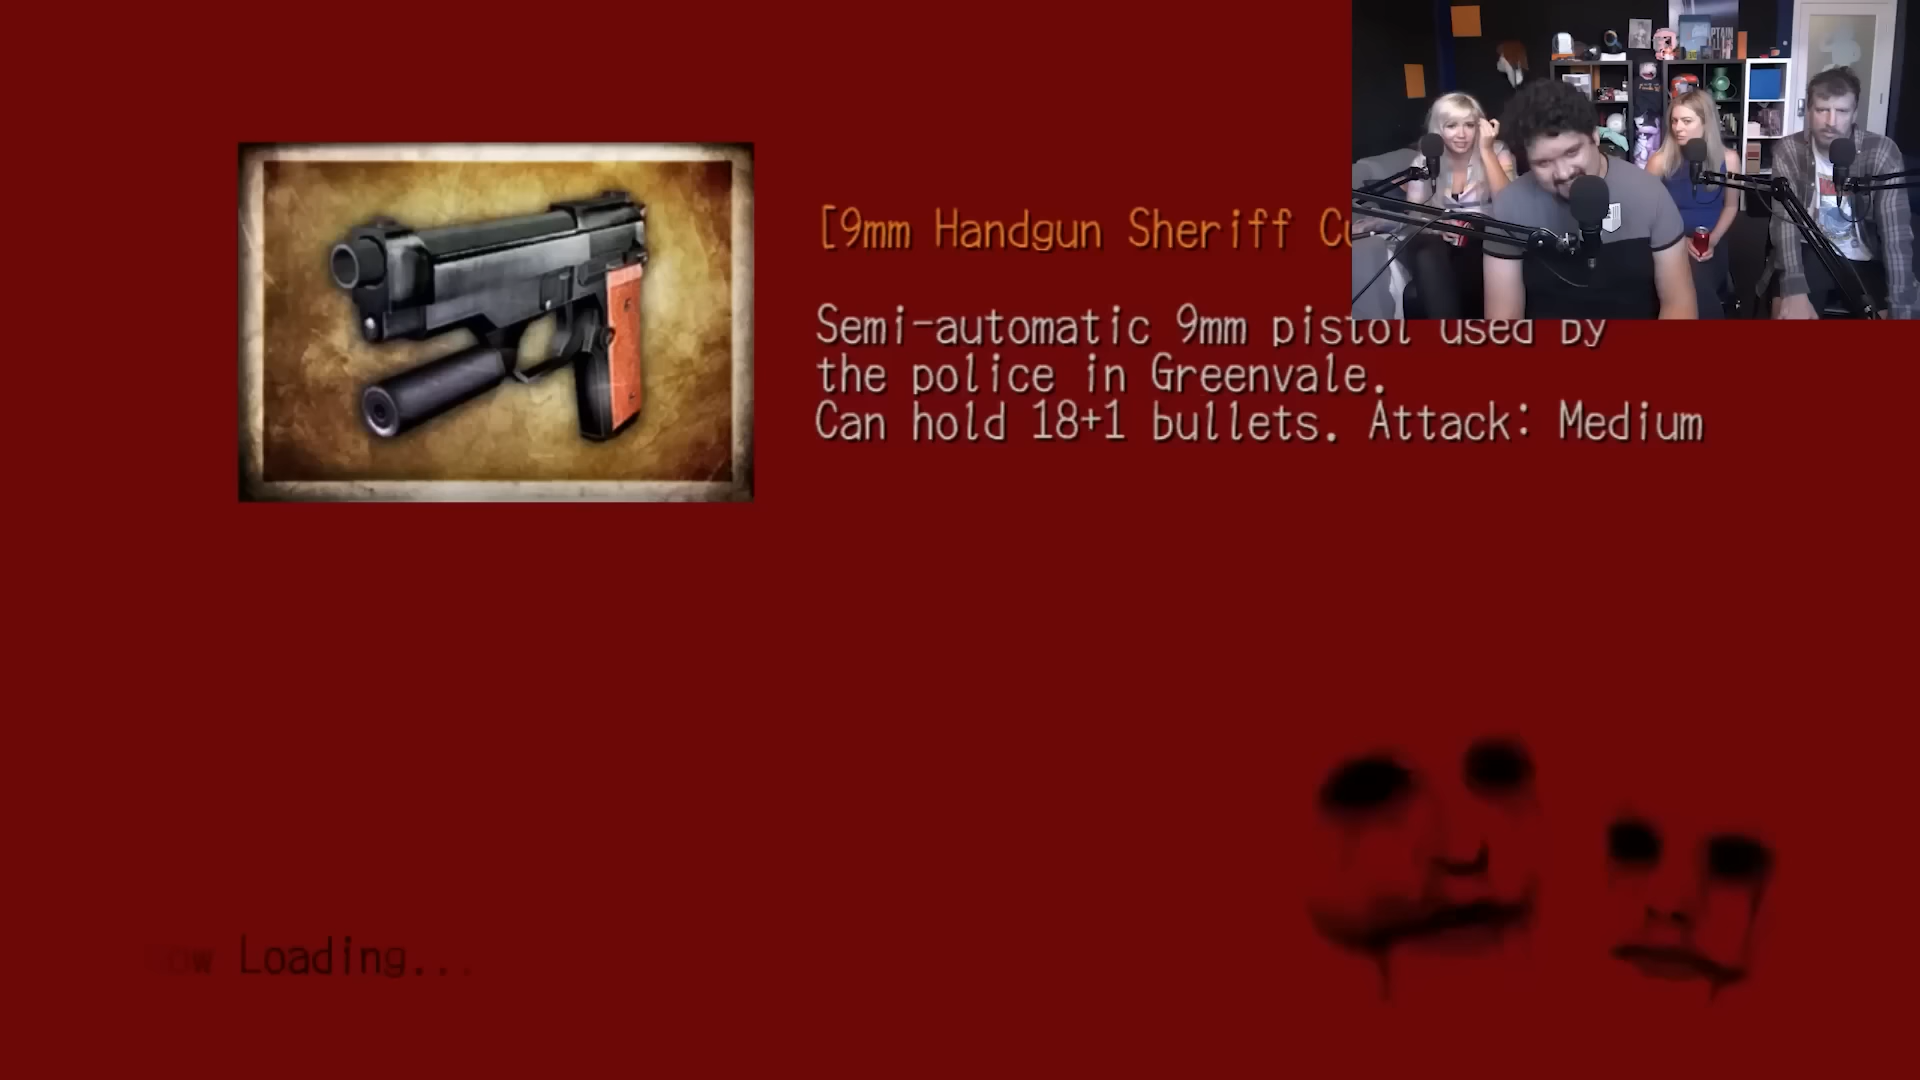 [9mm Handgun Sheriff
Semi-automatic 9mm pistol used by
the police in Greenvale.
Can hold 18+1 bullets. Attack: Medium
Now Loading...